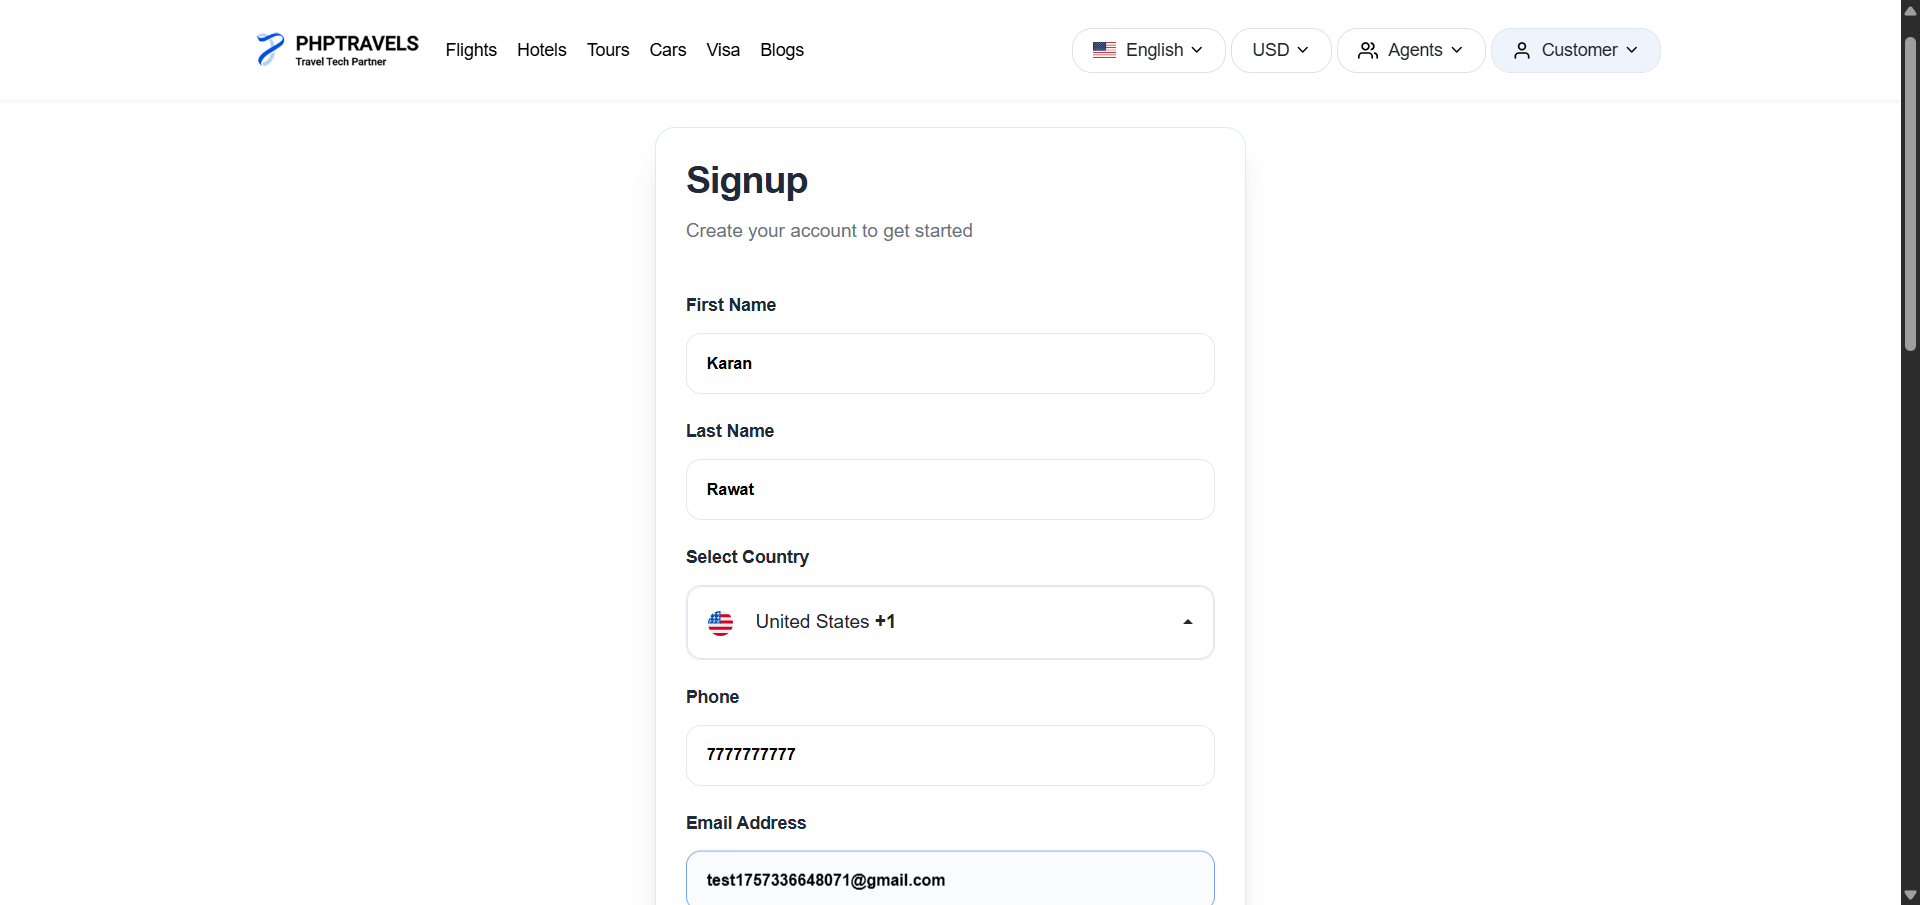 PHPTRAVELS
Travel Tech Partner
Flights Hotels Tours Cars Visa Blogs
English USD Agents Customer
Signup
Create your account to get started
First Name
Karan
Last Name
Rawat
Select Country
United States +1
Phone
7777777777
Email Address
test1757336648071@gmail.com